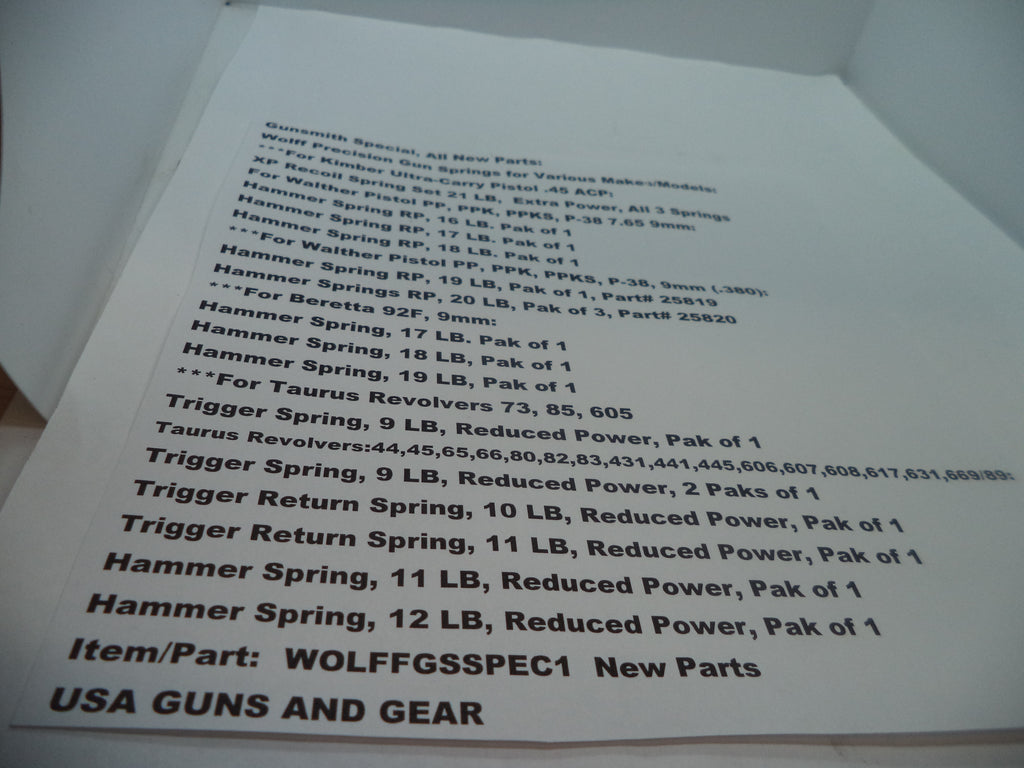 Gunsmith Special, All New Parts:
Wolff Precision Gun Springs for Various Makes/Models:
***For Kimber Ultra-Carry Pistol .45 ACP:
XP Recoil Spring Set 21 LB, Extra Power, All 3 Springs
For Walther Pistol PP, PPK, PPKS, P-38 7.65 9mm:
Hammer Spring RP, 16 LB. Pak of 1
Hammer Spring RP, 17 LB. Pak of 1
Hammer Spring RP, 18 LB. Pak of 1
***For Walther Pistol PP, PPK, PPKS, P-38, 9mm (.380):
Hammer Spring RP, 19 LB, Pak of 1, Part# 25819
Hammer Springs RP, 20 LB, Pak of 3, Part# 25820
***For Beretta 92F, 9mm:
Hammer Spring, 17 LB. Pak of 1
Hammer Spring, 18 LB, Pak of 1
Hammer Spring, 19 LB, Pak of 1
***For Taurus Revolvers 73, 85, 605
Trigger Spring, 9 LB, Reduced Power, Pak of 1
Taurus Revolvers:44,45,65,66,80,82,83,431,441,445,606,607,608,617,631,669/89:
Trigger Spring, 9 LB, Reduced Power, 2 Paks of 1
Trigger Return Spring, 10 LB, Reduced Power, Pak of 1
Trigger Return Spring, 11 LB, Reduced Power, Pak of 1
Hammer Spring, 11 LB, Reduced Power, Pak of 1
Hammer Spring, 12 LB, Reduced Power, Pak of 1
Item/Part: WOLFFGSSPEC1 New Parts
USA GUNS AND GEAR